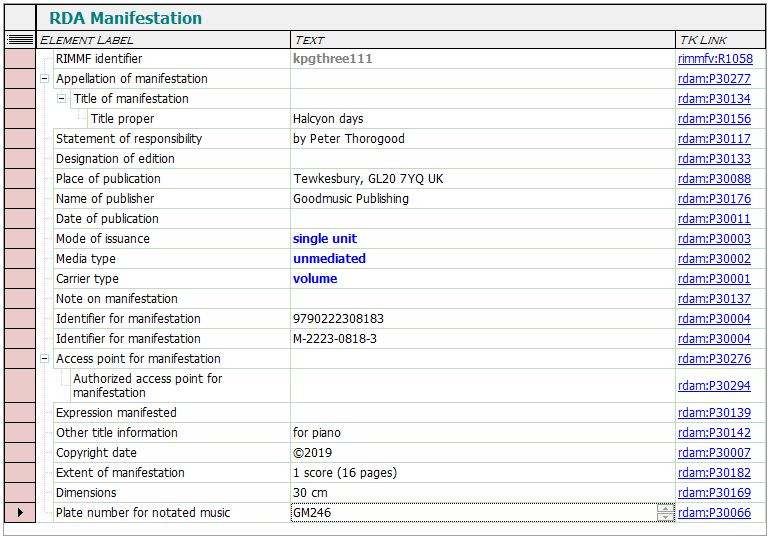 RDA Manifestation
ELEMENT LABEL TEXT TK LINK
RIMMF identifier kpgthree111 rimmfv:R1058
Appellation of manifestation rdam:P30277
Title of manifestation rdam:P30134
Title proper Halcyon days rdam:P30156
Statement of responsibility by Peter Thorogood rdam:P30117
Designation of edition rdam:P30133
Place of publication Tewkesbury, GL20 7YQ UK rdam:P30088
Name of publisher Goodmusic Publishing rdam:P30176
Date of publication rdam:P30011
Mode of issuance single unit rdam:P30003
Media type unmediated rdam:P30002
Carrier type volume rdam:P30001
Note on manifestation rdam:P30137
Identifier for manifestation 9790222308183 rdam:P30004
Identifier for manifestation M-2223-0818-3 rdam:P30004
Access point for manifestation rdam:P30276
Authorized access point for
manifestation rdam:P30294
Expression manifested rdam:P30139
Other title information for piano rdam:P30142
Copyright date ©2019 rdam:P30007
Extent of manifestation 1 score (16 pages) rdam:P30182
Dimensions 30 cm rdam:P30169
Plate number for notated music GM246 rdam:P30066